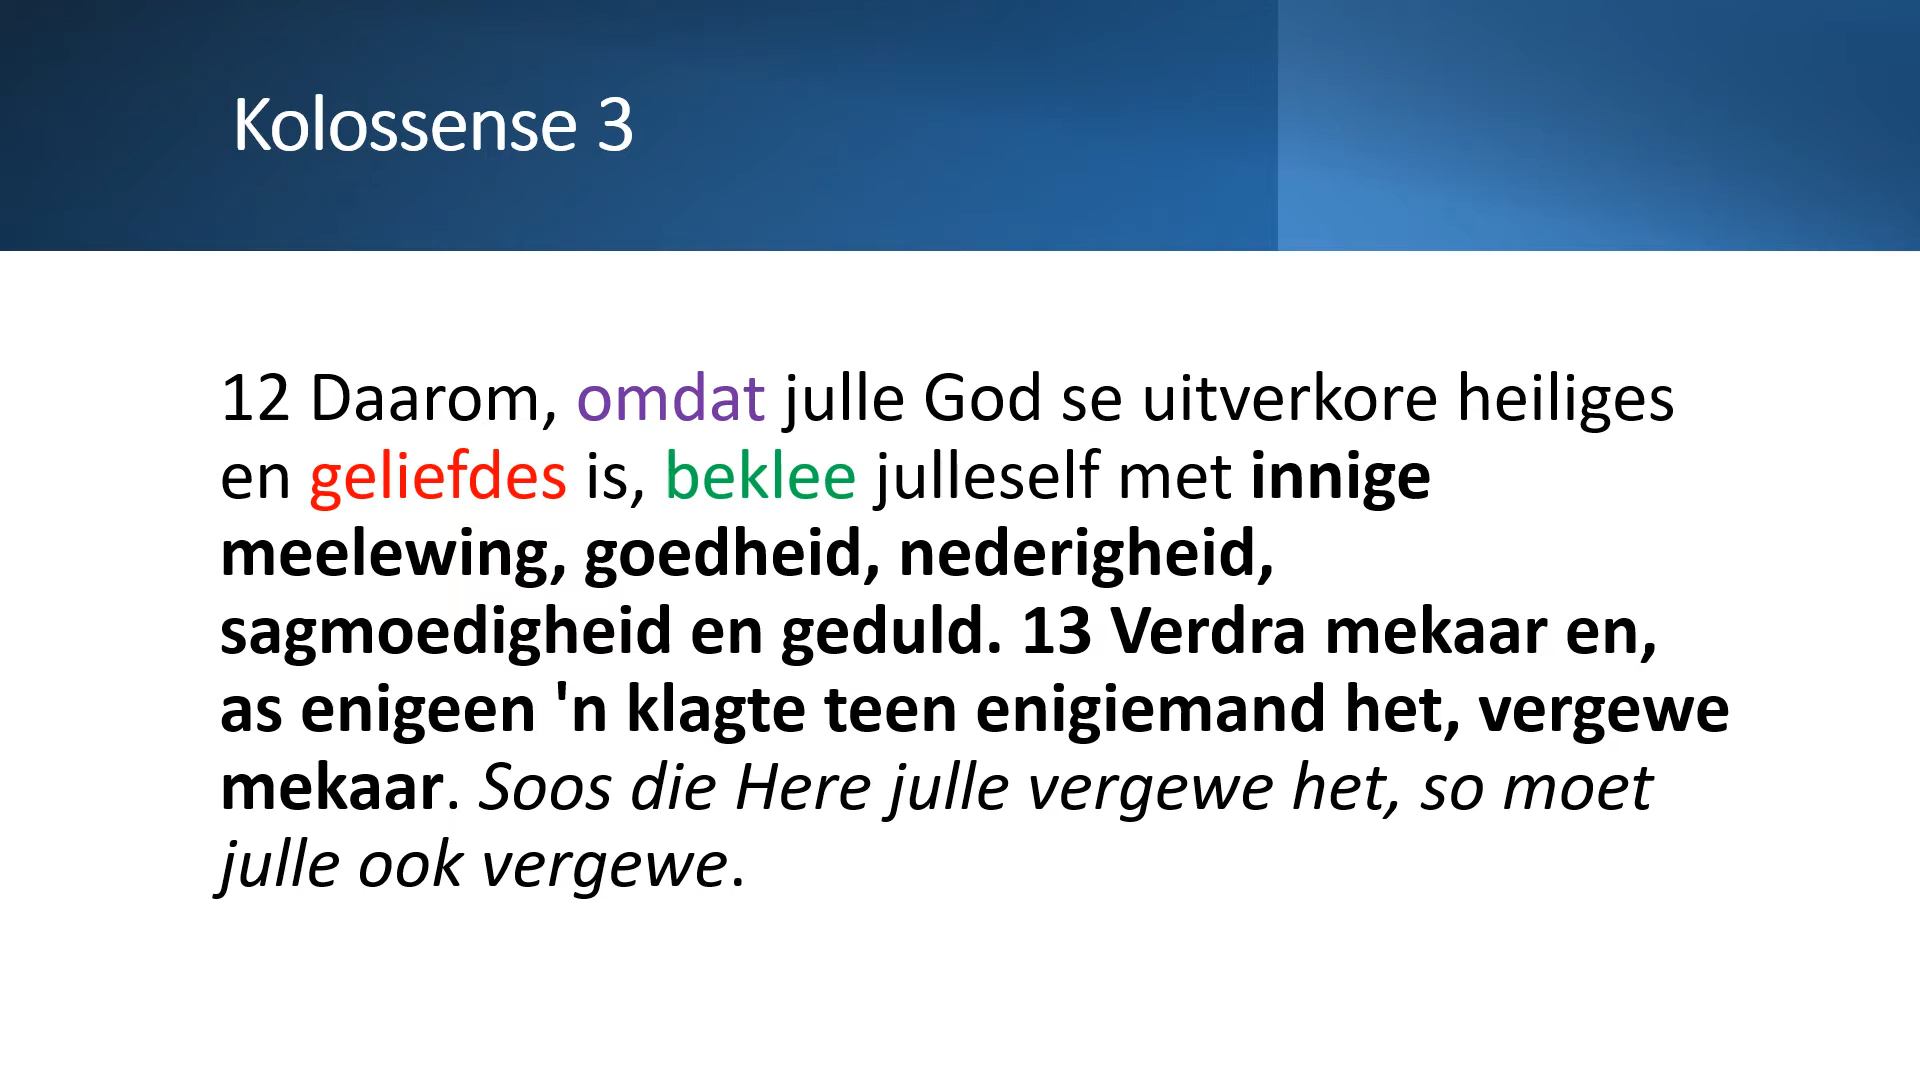 Kolossense 3
12 Daarom, omdat julle God se uitverkore heiliges
en geliefdes is, beklee julleself met innige
meelewing, goedheid, nederigheid,
sagmoedigheid en geduld. 13 Verdra mekaar en,
as enigeen 'n klagte teen enigiemand het, vergewe
mekaar. Soos die Here julle vergewe het, so moet
julle ook vergewe.